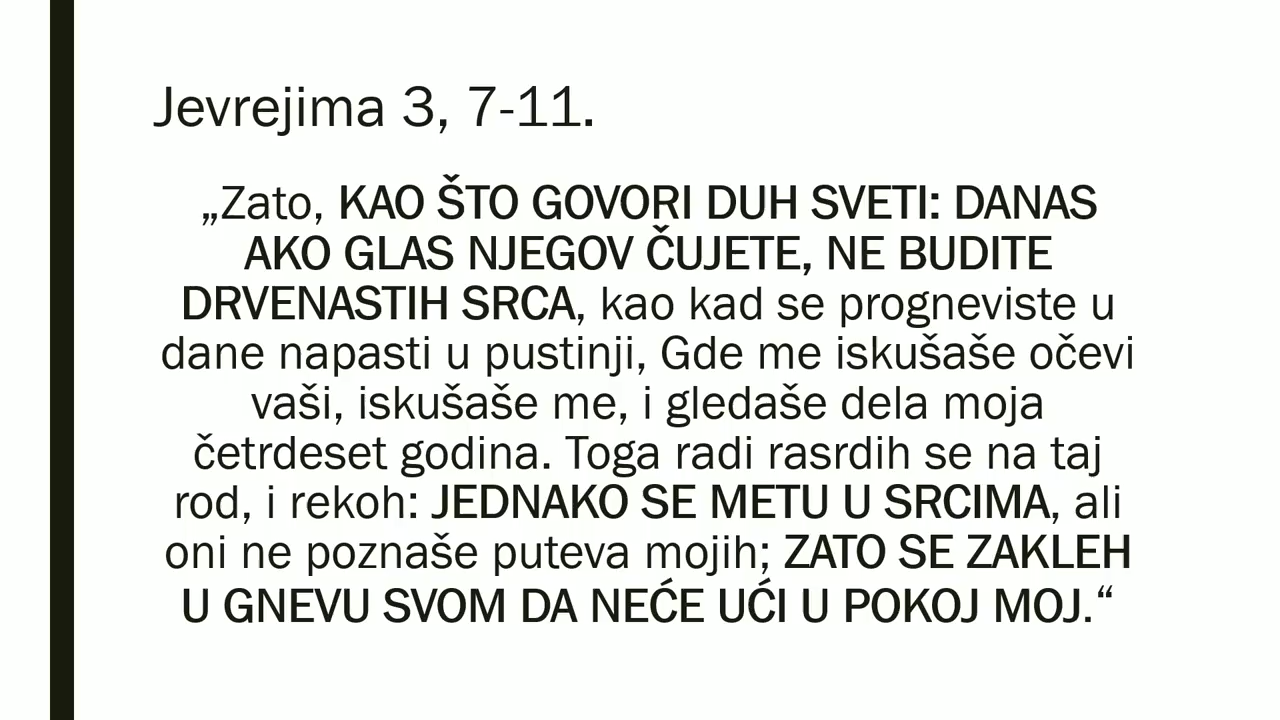 Jevrejima 3, 7-11.
„Zato, KAO ŠTO GOVORI DUH SVETI: DANAS
AKO GLAS NJEGOV ČUJETE, NE BUDITE
DRVENASTIH SRCA, kao kad se progneviste u
dane napasti u pustinji, Gde me iskušaše očevi
vaši, iskušaše me, i gledaše dela moja
četrdeset godina. Toga radi rasrdih se na taj
rod, i rekoh: JEDNAKO SE METU U SRCIMA, ali
oni ne poznaše puteva mojih; ZATO SE ZAKLEH
U GNEVU SVOM DA NEĆE UĆI U POKOJ MOJ.“